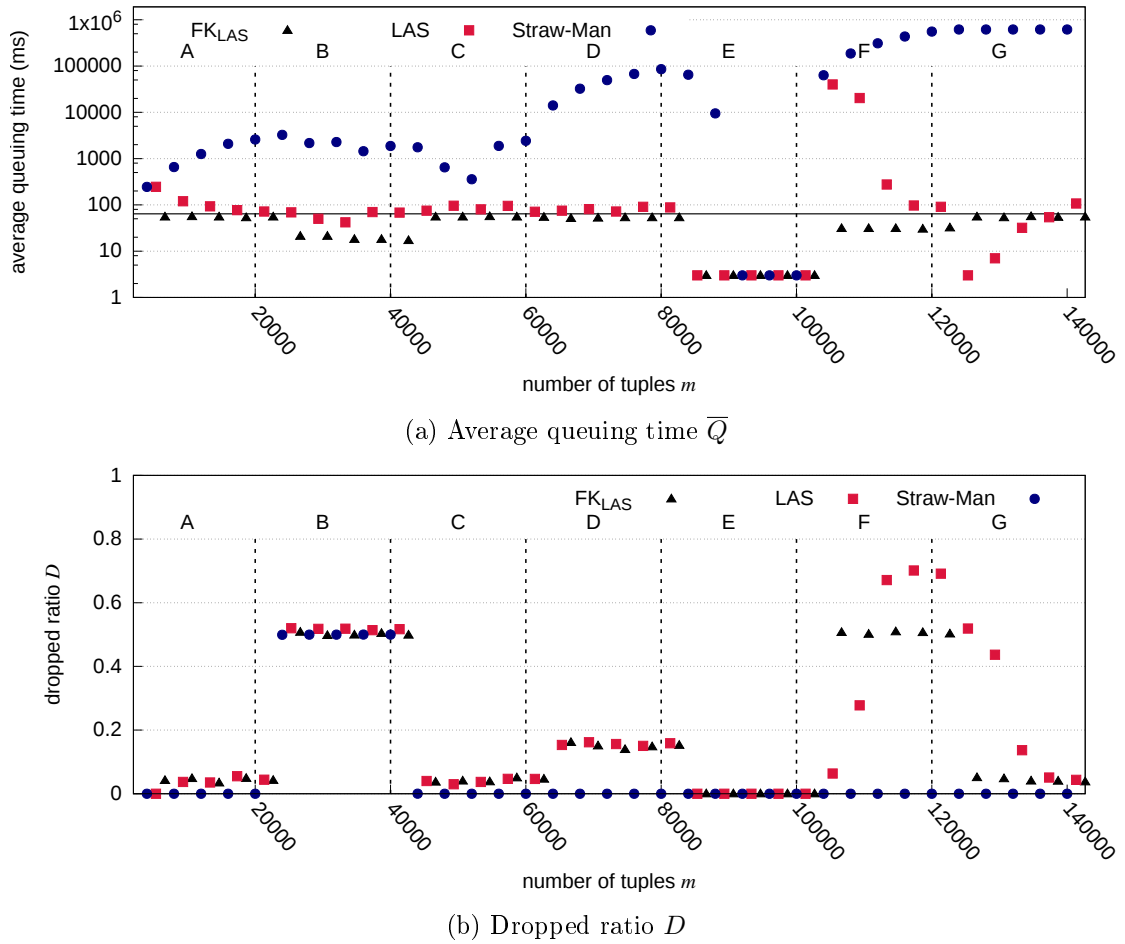 FK_LAS LAS Straw-Man
A B C D E F G
1x10^6
100000
10000
1000
100
10
1
average queuing time (ms)
20000 40000 60000 80000 100000 120000 140000
number of tuples m
(a) Average queuing time Q̅
FK_LAS LAS Straw-Man
A B C D E F G
1
0.8
0.6
0.4
0.2
0
dropped ratio D
20000 40000 60000 80000 100000 120000 140000
number of tuples m
(b) Dropped ratio D